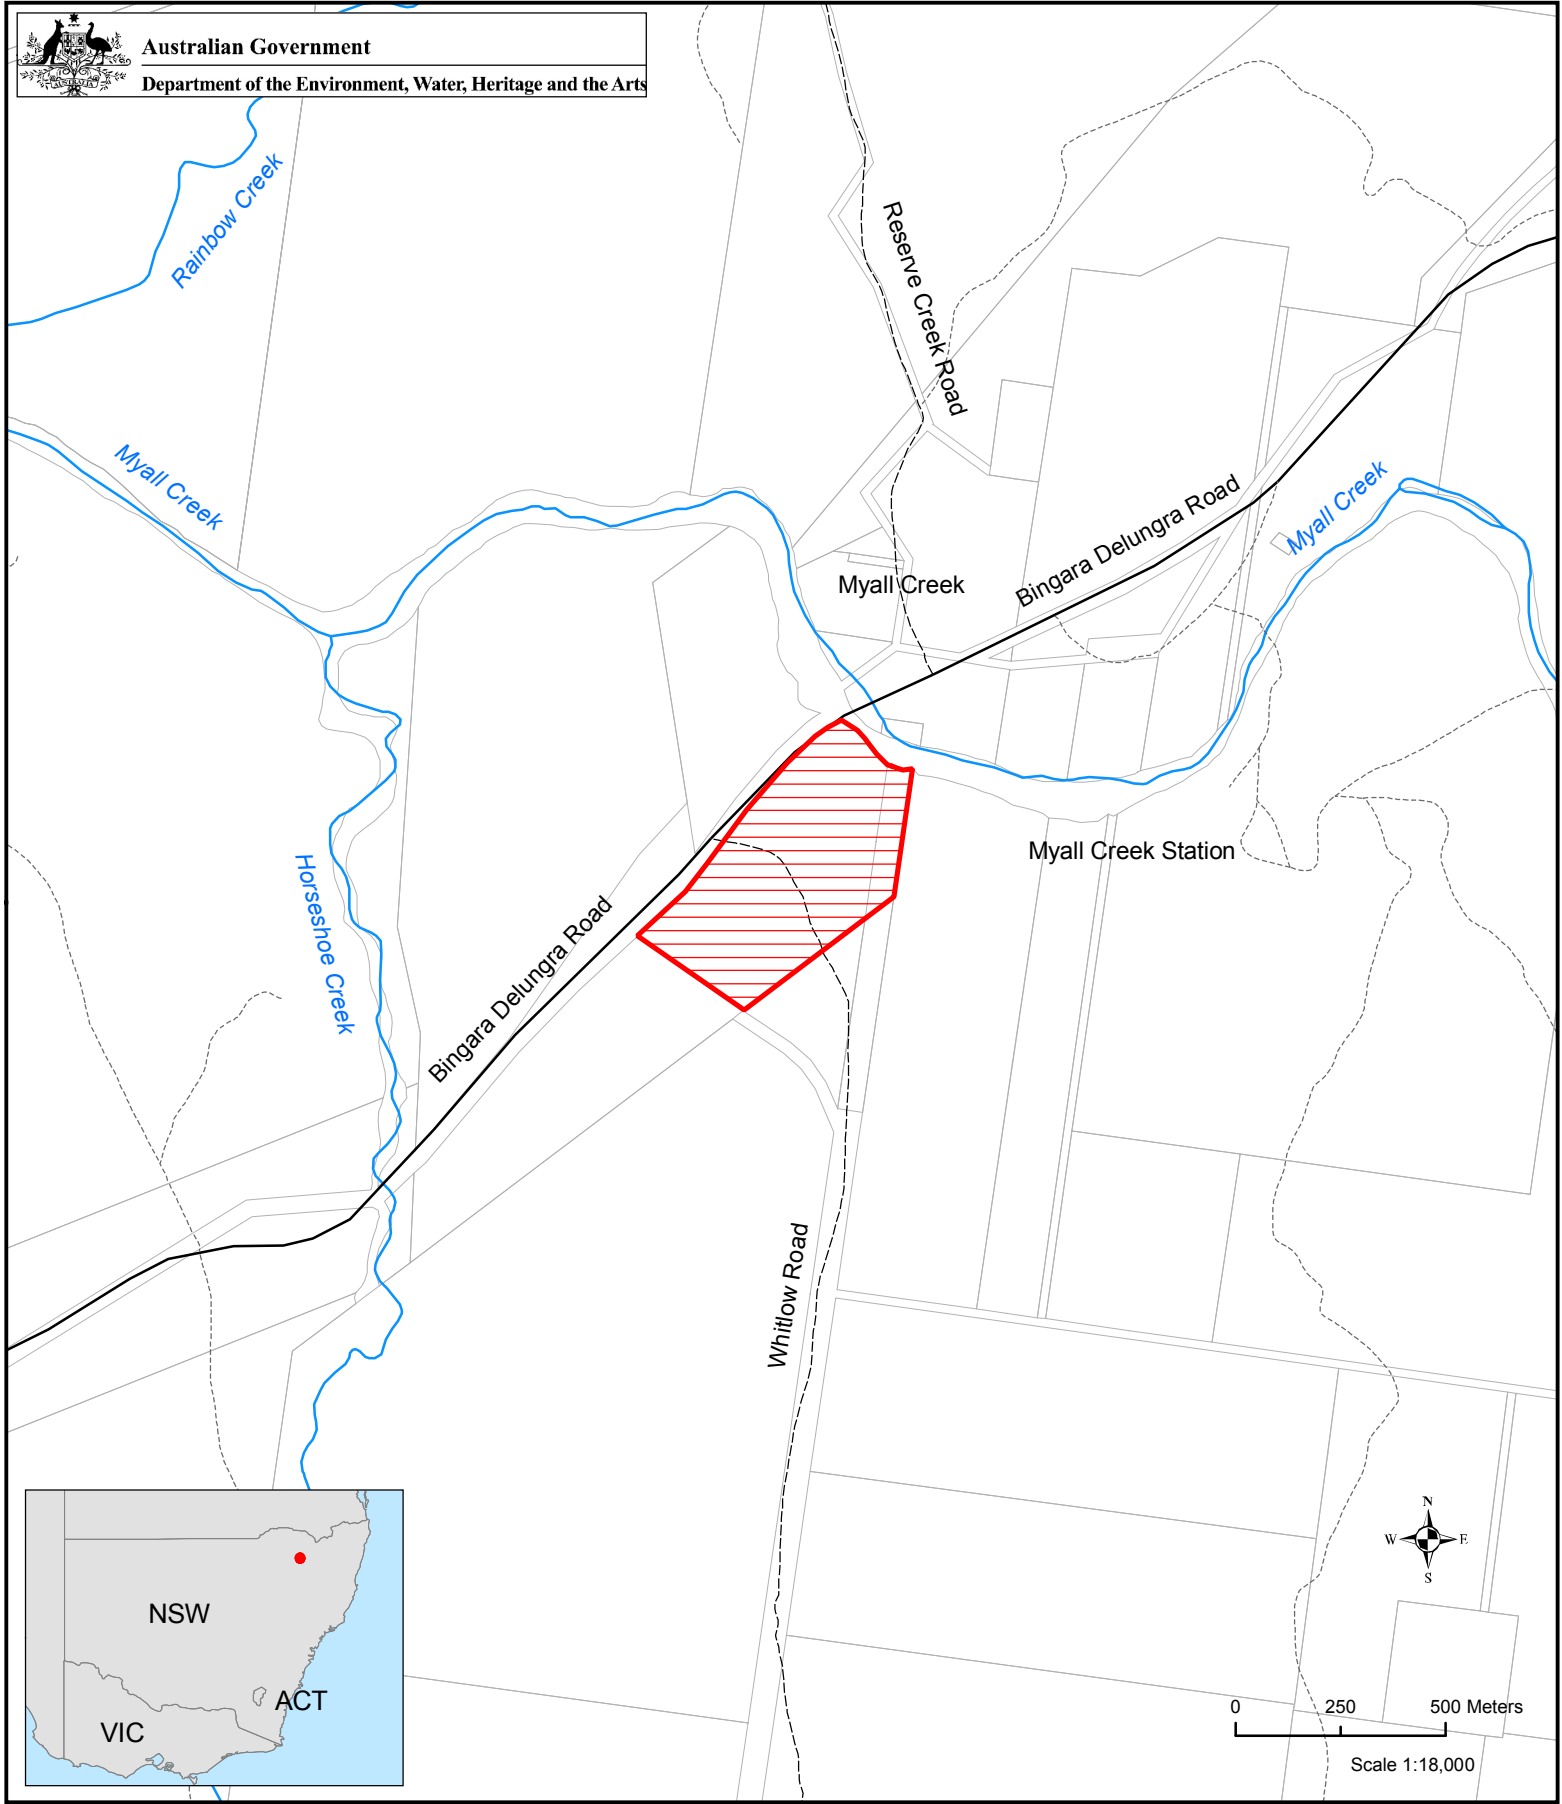 Australian Government
Department of the Environment, Water, Heritage and the Arts
Rainbow Creek
Reserve Creek Road
Myall Creek
Bingara Delungra Road
Myall Creek
Myall Creek
Myall Creek Station
Horseshoe Creek
Bingara Delungra Road
Whitlow Road
N
W E
S
NSW
ACT
VIC
0 250 500 Meters
Scale 1:18,000